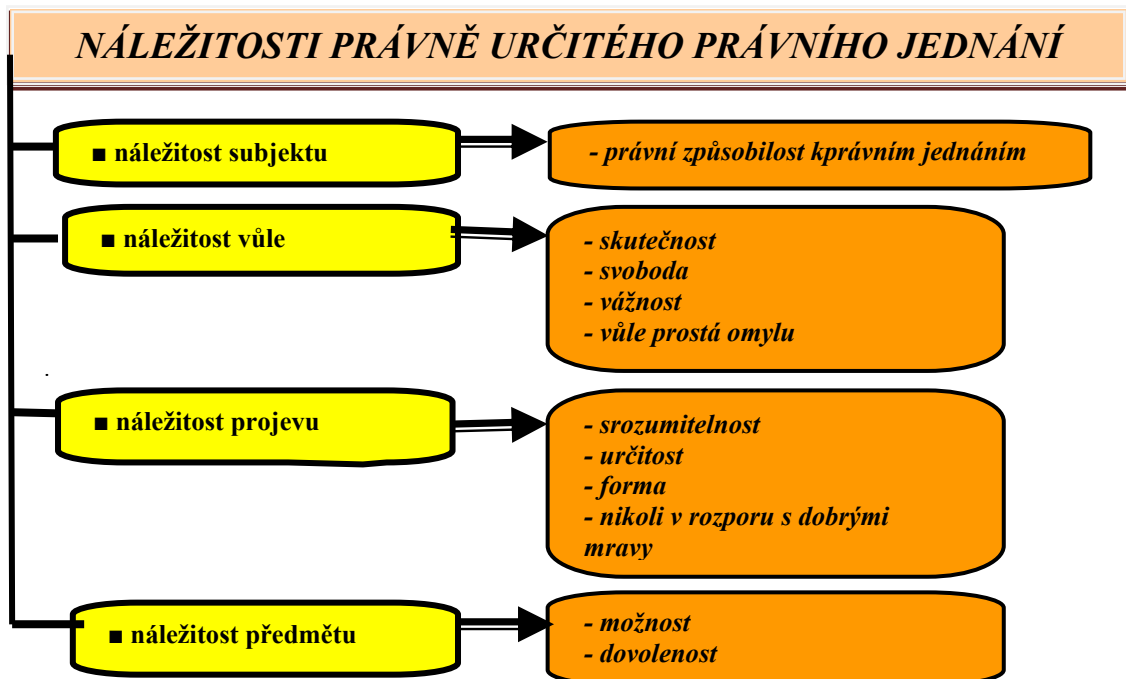 NÁLEŽITOSTI PRÁVNĚ URČITÉHO PRÁVNÍHO JEDNÁNÍ
■ náležitost subjektu
- právní způsobilost kprávním jednáním
■ náležitost vůle
- skutečnost
- svoboda
- vážnost
- vůle prostá omylu
■ náležitost projevu
- srozumitelnost
- určitost
- forma
- nikoli v rozporu s dobrými
mravy
■ náležitost předmětu
- možnost
- dovolenost